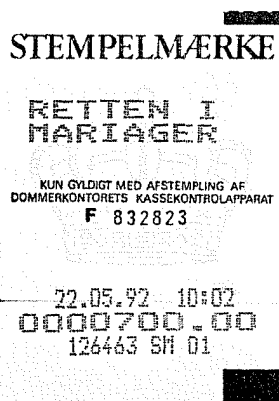 STEMPELMÆRKE
RETTEN I
MARIAGER
KUN GYLDIGT MED AFSTEMPLING AF
DOMMERKONTORETS KASSEKONTROLAPPARAT
F 832823
22.05.92 10:02
0000700.00
126463 SM 01